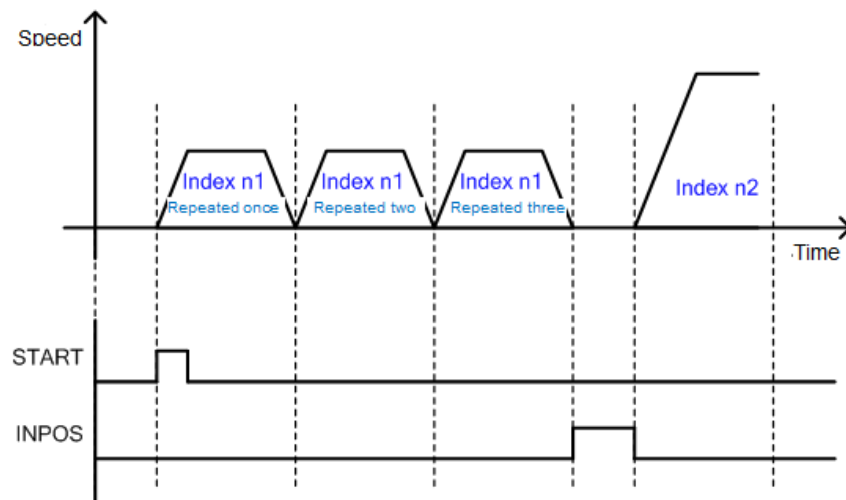 Speed
Index n1
Repeated once
Index n1
Repeated two
Index n1
Repeated three
Index n2
.Time
START
INPOS